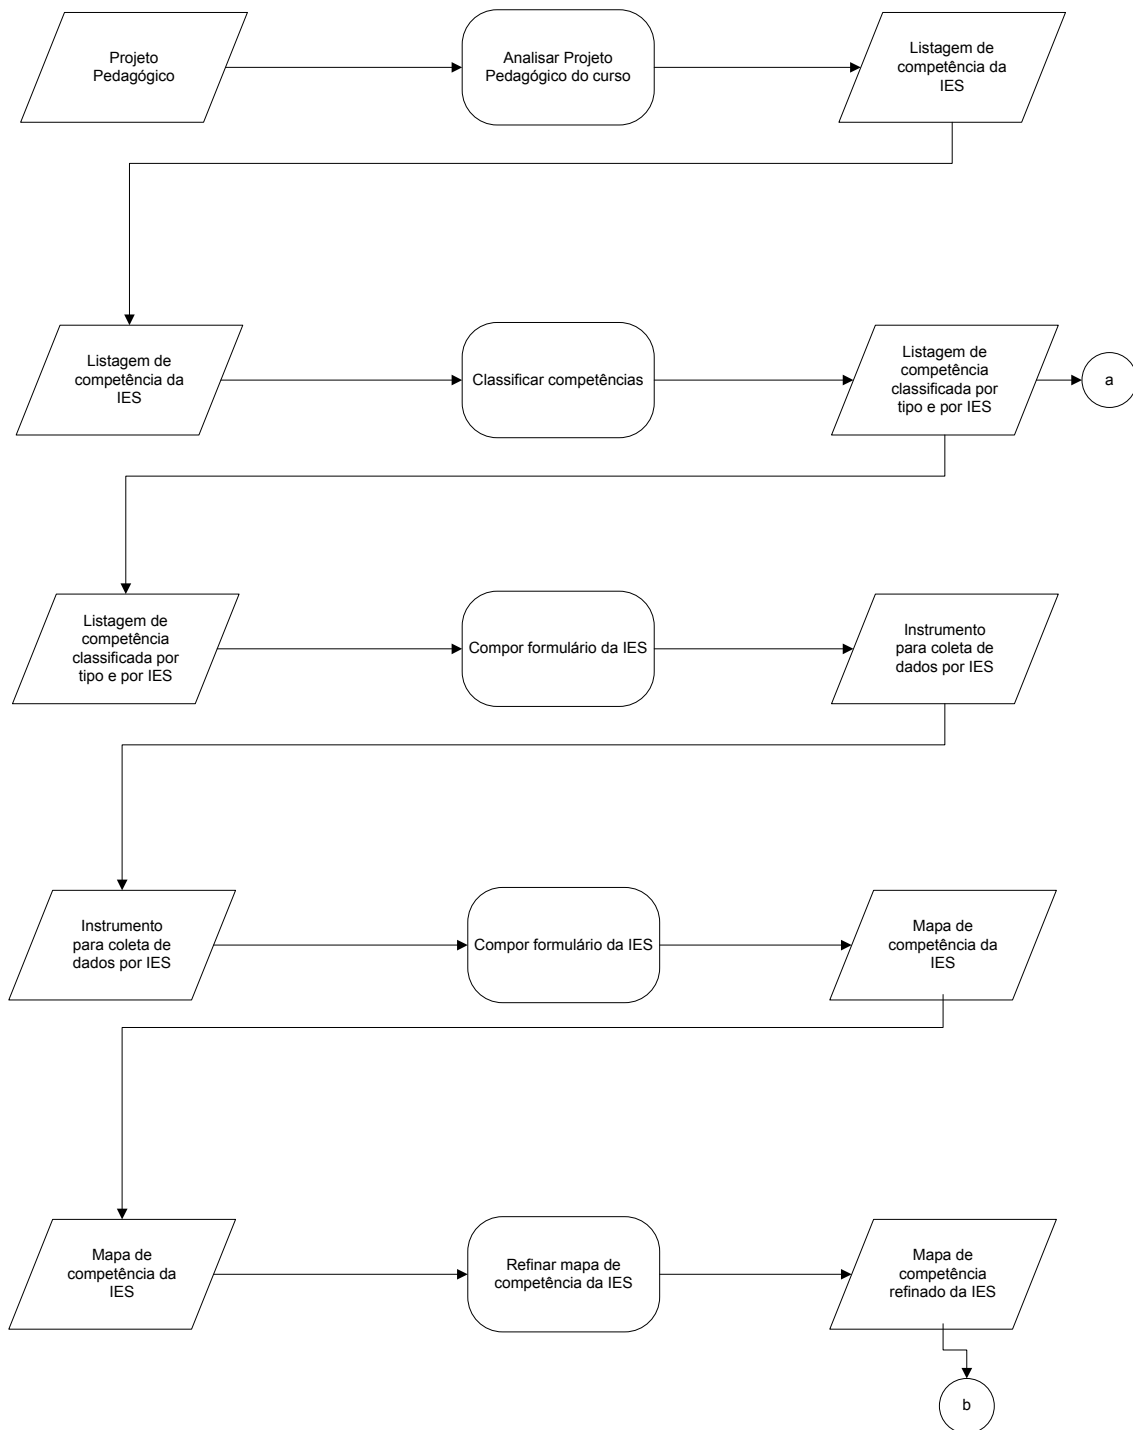 Projeto
Pedagógico
Analisar Projeto
Pedagógico do curso
Listagem de
competência da
IES
Listagem de
competência da
IES
Classificar competências
Listagem de
competência
classificada por
tipo e por IES
a
Listagem de
competência
classificada por
tipo e por IES
Compor formulário da IES
Instrumento
para coleta de
dados por IES
Instrumento
para coleta de
dados por IES
Compor formulário da IES
Mapa de
competência da
IES
Mapa de
competência da
IES
Refinar mapa de
competência da IES
Mapa de
competência
refinado da IES
b